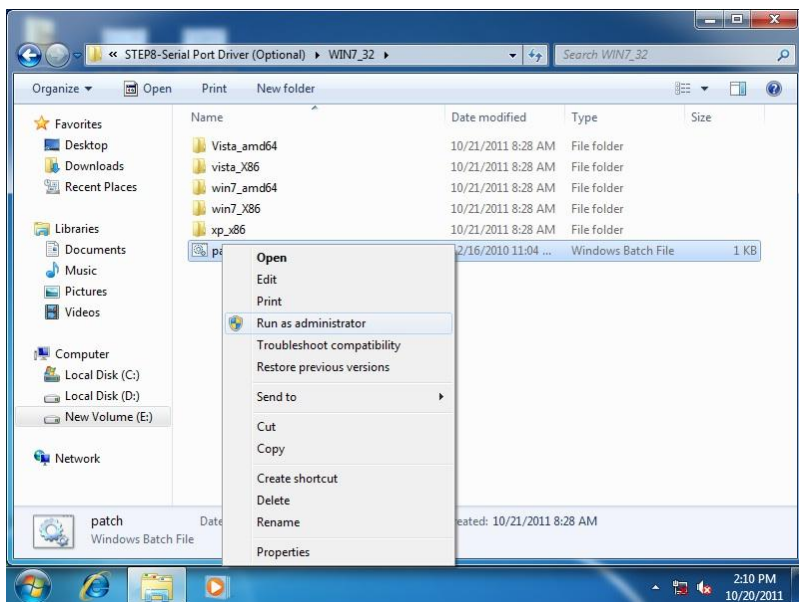 « STEP8-Serial Port Driver (Optional) ▸ WIN7_32 ▸
Search WIN7_32
Organize Open Print New folder
Name Date modified Type Size
Favorites
Desktop
Downloads
Recent Places
Libraries
Documents
Music
Pictures
Videos
Computer
Local Disk (C:)
Local Disk (D:)
New Volume (E:)
Network
Vista_amd64 10/21/2011 8:28 AM File folder
vista_X86 10/21/2011 8:28 AM File folder
win7_amd64 10/21/2011 8:28 AM File folder
win7_X86 10/21/2011 8:28 AM File folder
xp_x86 10/21/2011 8:28 AM File folder
pa 2/16/2010 11:04 ... Windows Batch File 1 KB
Open
Edit
Print
Run as administrator
Troubleshoot compatibility
Restore previous versions
Send to
Cut
Copy
Create shortcut
Delete
Rename
Properties
patch Date eated: 10/21/2011 8:28 AM
Windows Batch File
2:10 PM
10/20/2011